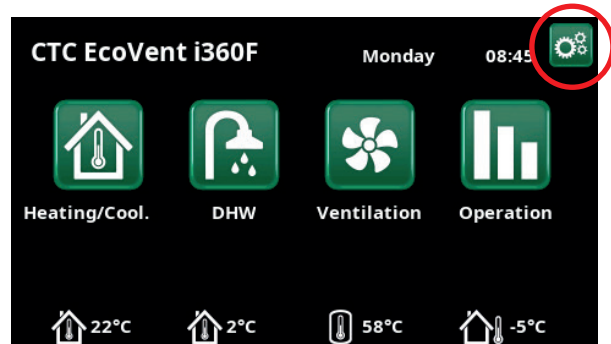 CTC EcoVent i360F Monday 08:45
Heating/Cool. DHW Ventilation Operation
22°C 2°C 58°C -5°C